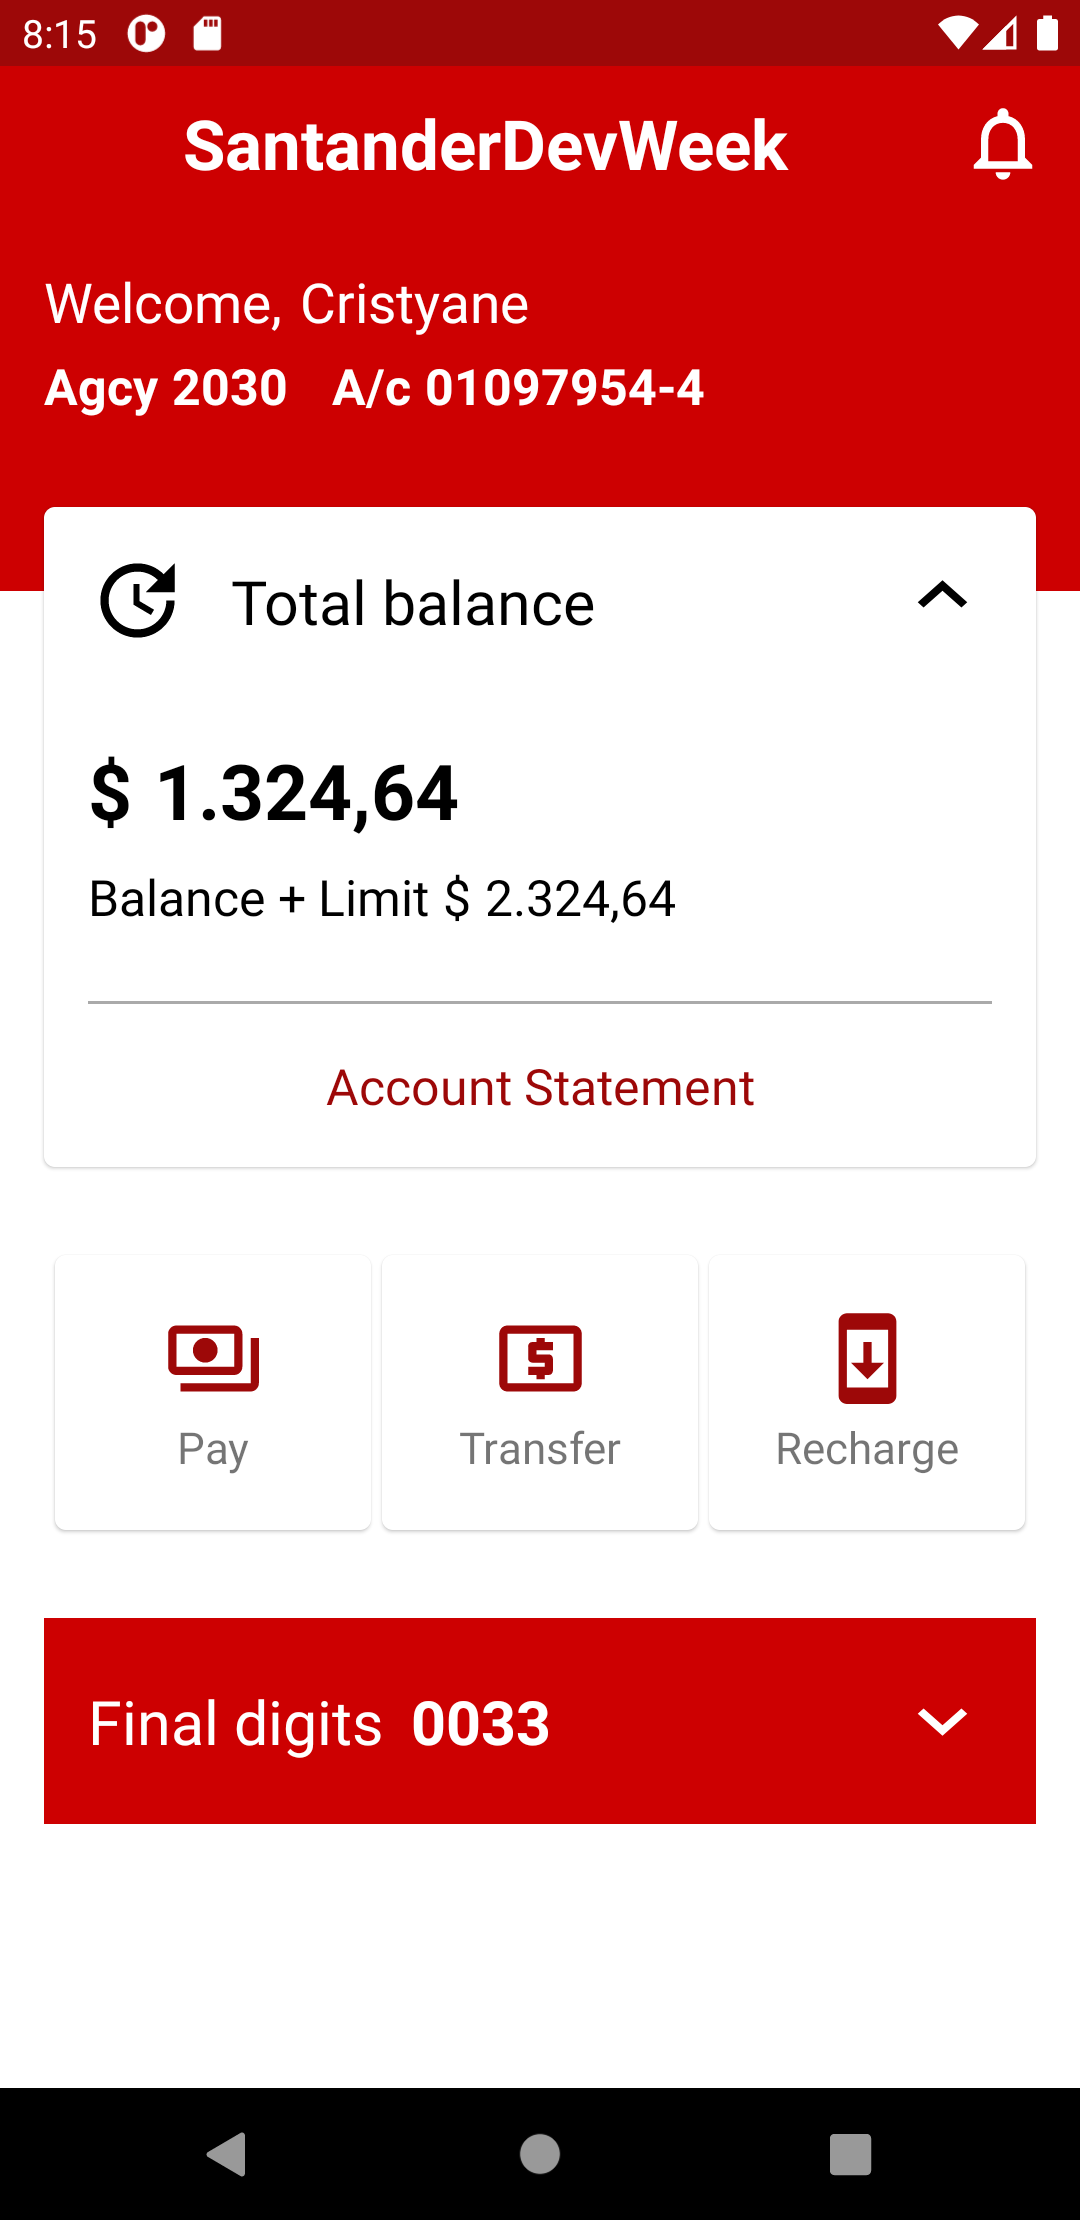 8:15
SantanderDevWeek
Welcome, Cristyane
Agcy 2030 A/c 01097954-4
Total balance
$ 1.324,64
Balance + Limit $ 2.324,64
Account Statement
Pay Transfer Recharge
Final digits 0033